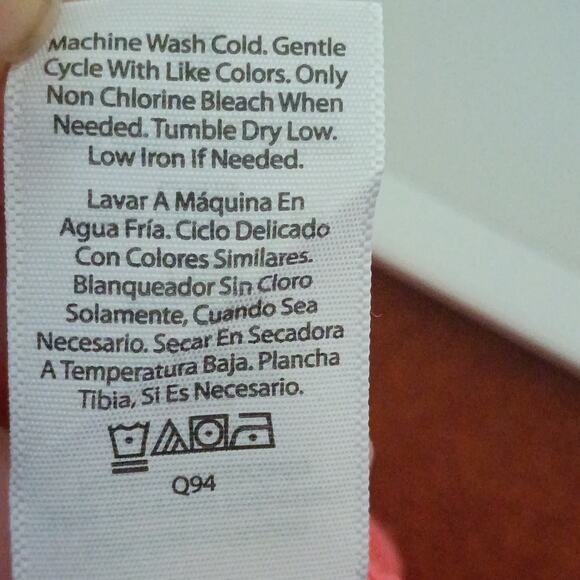 Machine Wash Cold. Gentle
Cycle With Like Colors. Only
Non Chlorine Bleach When
Needed. Tumble Dry Low.
Low Iron If Needed.
Lavar A Máquina En
Agua Fría. Ciclo Delicado
Con Colores Similares.
Blanqueador Sin Cloro
Solamente, Cuando Sea
Necesario. Secar En Secadora
A Temperatura Baja. Plancha
Tibia, Si Es Necesario.
Q94